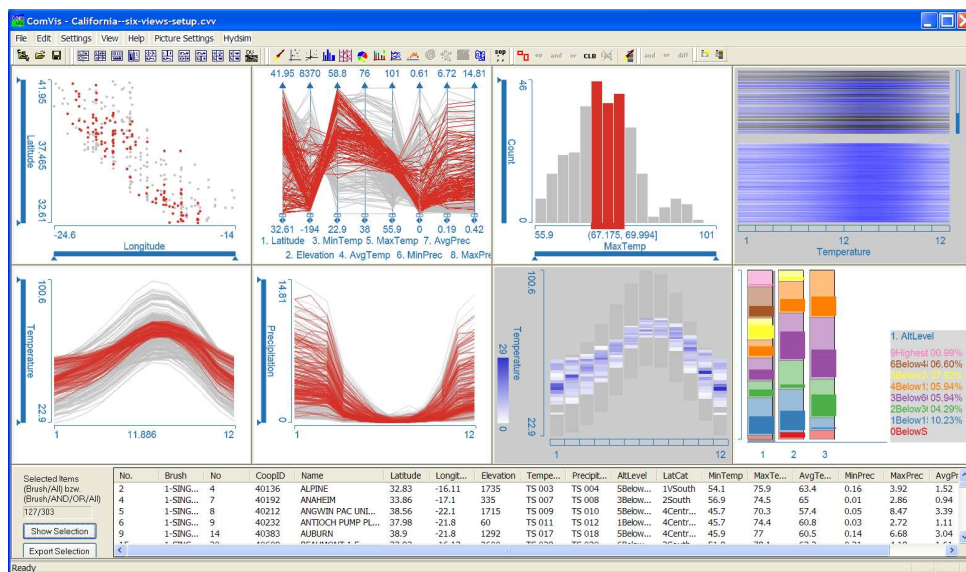 ComVis - California--six-views-setup.cvv
File Edit Settings View Help Picture Settings Hydsim
sep op and or CLB and or diff
41.95
37.465
32.61
Latitude
-24.6 -14
Longitude
41.95 8370 58.8 76 101 0.61 6.72 14.81
32.61 -194 22.9 38 55.9 0 0.19 0.42
1. Latitude 3. MinTemp 5. MaxTemp 7. AvgPrec
2. Elevation 4. AvgTemp 6. MinPrec 8. MaxPre
46
Count
0
55.9 (67.175, 69.994] 101
MaxTemp
1 12 12
Temperature
100.6
Temperature
22.9
1 11.886 12
14.81
Precipitation
0
1 12
100.6
Temperature
22.9
29
0
1 12
1. AltLevel
9Highest 00.99%
6Below4 06.60%
4Below1 05.94%
3Below6 05.94%
2Below3 04.29%
1Below1 10.23%
0BelowS
1 2 3
Selected Items
(Brush/All) bzw.
(Brush/AND/OR/All)
127/303
Show Selection
Export Selection
No. Brush No CoopID Name Latitude Longit... Elevation Tempe... Precipit... AltLevel LatCat MinTemp MaxTe... AvgTe... MinPrec MaxPrec AvgPr
2 1-SING... 4 40136 ALPINE 32.83 -16.11 1735 TS 003 TS 004 5Below... 1VSouth 54.1 75.9 63.4 0.16 3.92 1.52
4 1-SING... 7 40192 ANAHEIM 33.86 -17.1 335 TS 007 TS 008 3Below... 2South 56.9 74.5 65 0.01 2.86 0.94
5 1-SING... 8 40212 ANGWIN PAC UNI... 38.56 -22.1 1715 TS 009 TS 010 5Below... 4Centr... 45.7 70.3 57.4 0.05 8.47 3.39
6 1-SING... 9 40232 ANTIOCH PUMP PL... 37.98 -21.8 60 TS 011 TS 012 1Below... 4Centr... 45.7 74.4 60.8 0.03 2.72 1.11
9 1-SING... 14 40383 AUBURN 38.9 -21.8 1292 TS 017 TS 018 5Below... 4Centr... 45.7 77 60.5 0.14 6.68 3.04
Ready